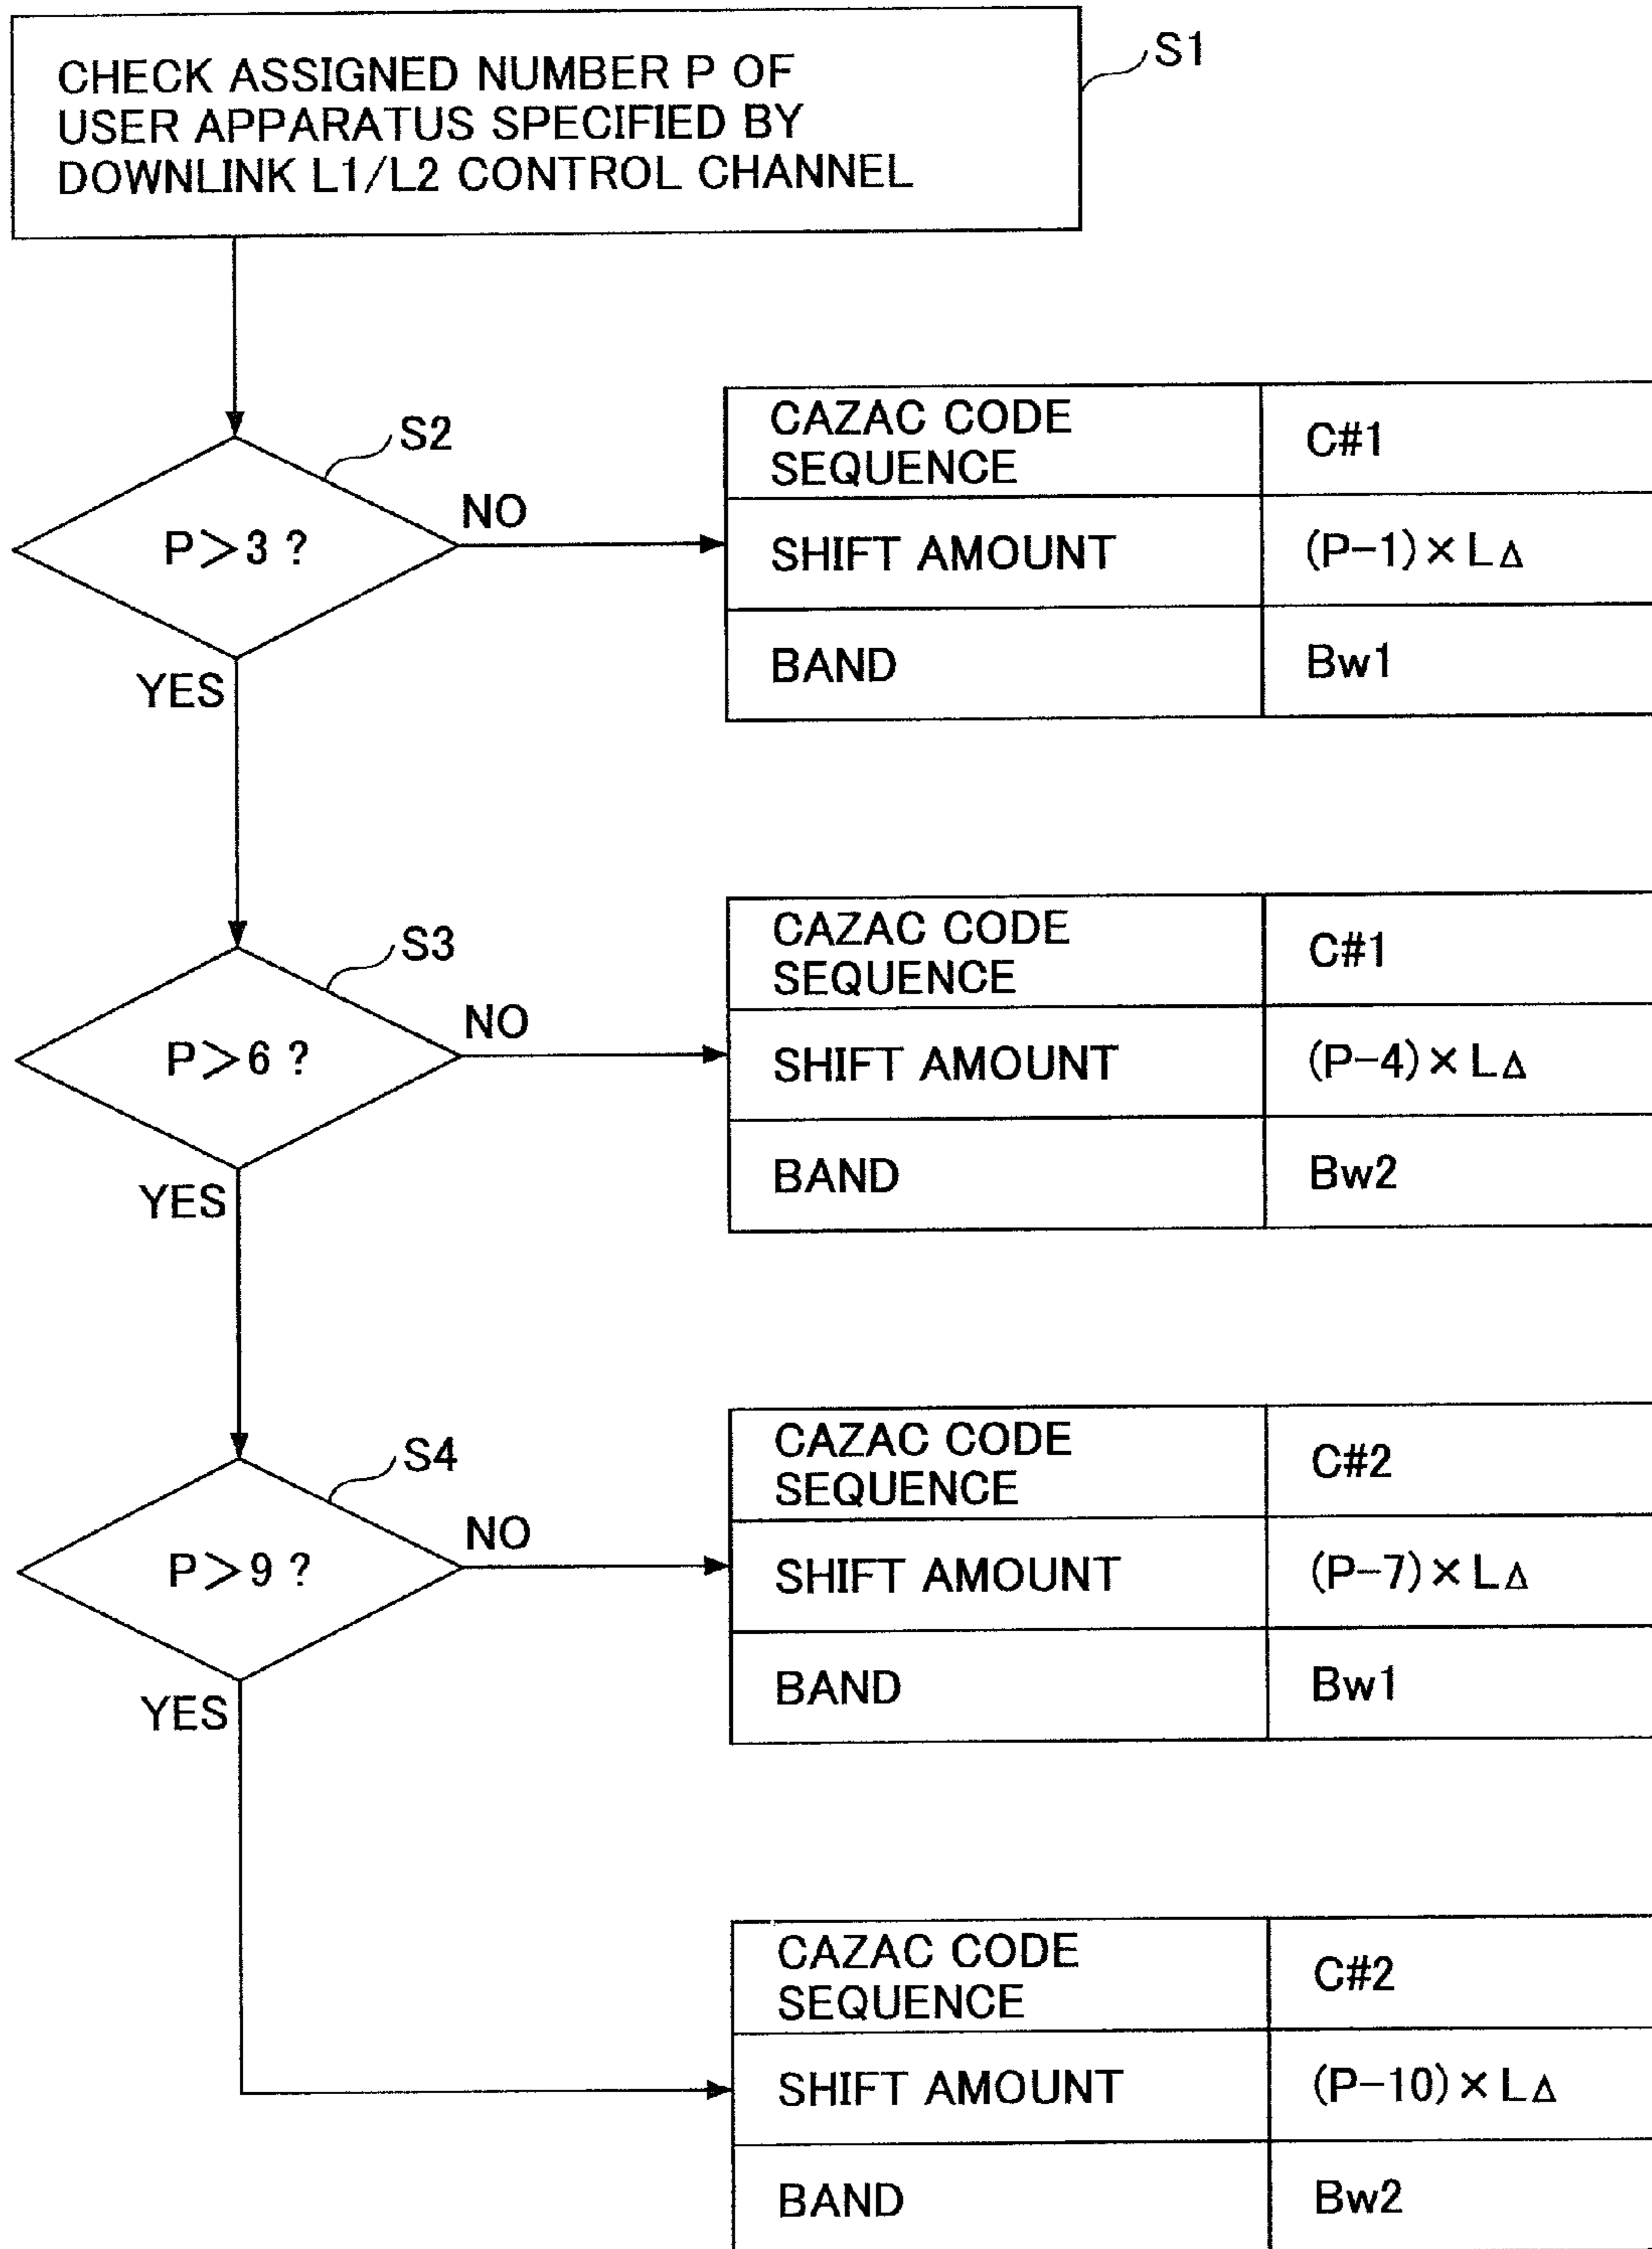 CHECK ASSIGNED NUMBER P OF
USER APPARATUS SPECIFIED BY
DOWNLINK L1/L2 CONTROL CHANNEL
S1
S2
P>3 ?
NO
YES
CAZAC CODE
SEQUENCE
C#1
SHIFT AMOUNT
(P-1)×LΔ
BAND
Bw1
S3
P>6 ?
NO
YES
CAZAC CODE
SEQUENCE
C#1
SHIFT AMOUNT
(P-4)×LΔ
BAND
Bw2
S4
P>9 ?
NO
YES
CAZAC CODE
SEQUENCE
C#2
SHIFT AMOUNT
(P-7)×LΔ
BAND
Bw1
CAZAC CODE
SEQUENCE
C#2
SHIFT AMOUNT
(P-10)×LΔ
BAND
Bw2